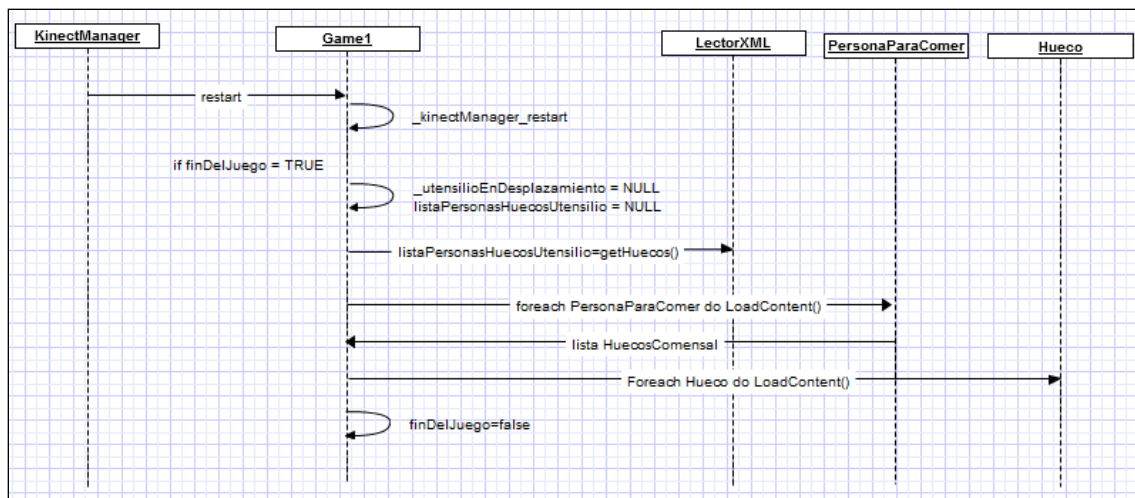 KinectManager
Game1
LectorXML
PersonaParaComer
Hueco
restart
_kinectManager_restart
if finDelJuego = TRUE
_utensilioEnDesplazamiento = NULL
listaPersonasHuecosUtensilio = NULL
listaPersonasHuecosUtensilio=getHuecos()
foreach PersonaParaComer do LoadContent()
lista HuecosComensal
Foreach Hueco do LoadContent()
finDelJuego=false